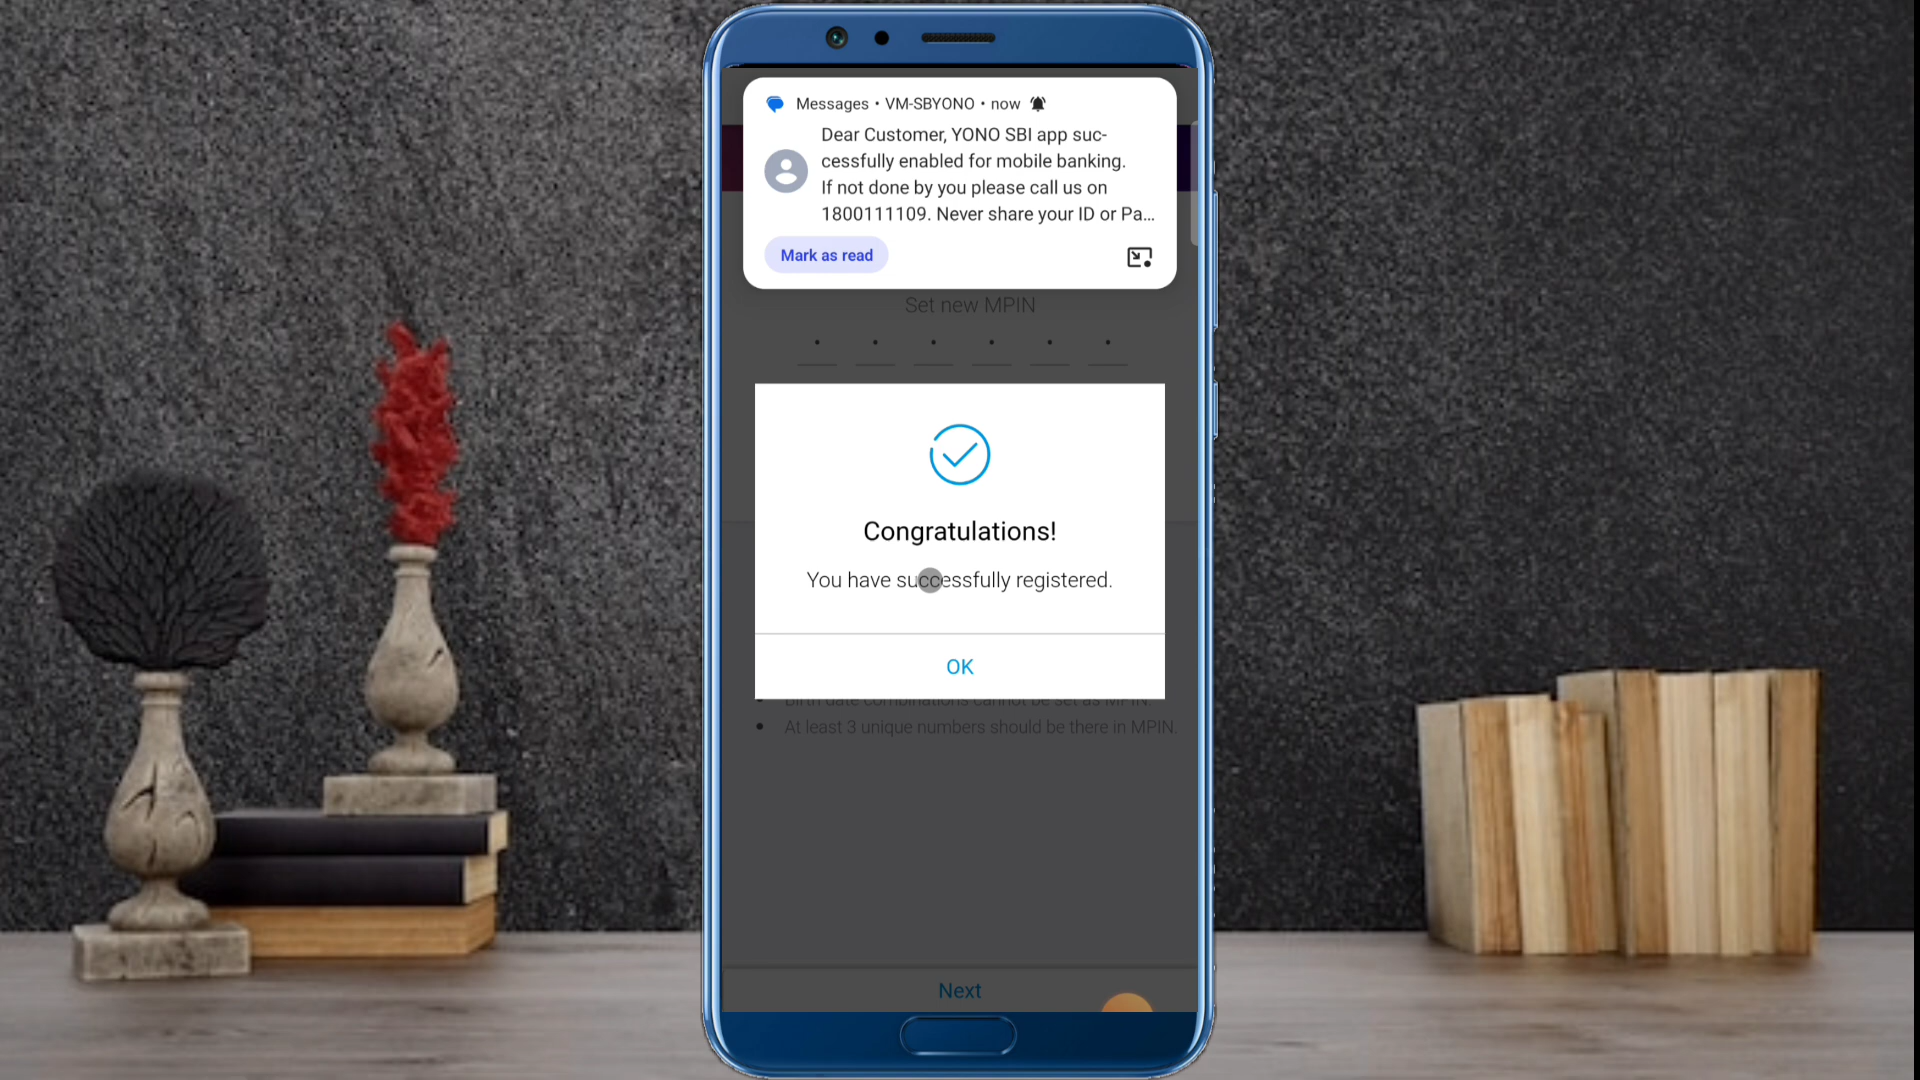 Messages • VM-SBYONO • now
Dear Customer, YONO SBI app suc-
cessfully enabled for mobile banking.
If not done by you please call us on
1800111109. Never share your ID or Pa...
Mark as read
Set new MPIN
Congratulations!
You have successfully registered.
OK
Birth date combinations cannot be set as MPIN.
• At least 3 unique numbers should be there in MPIN.
Next